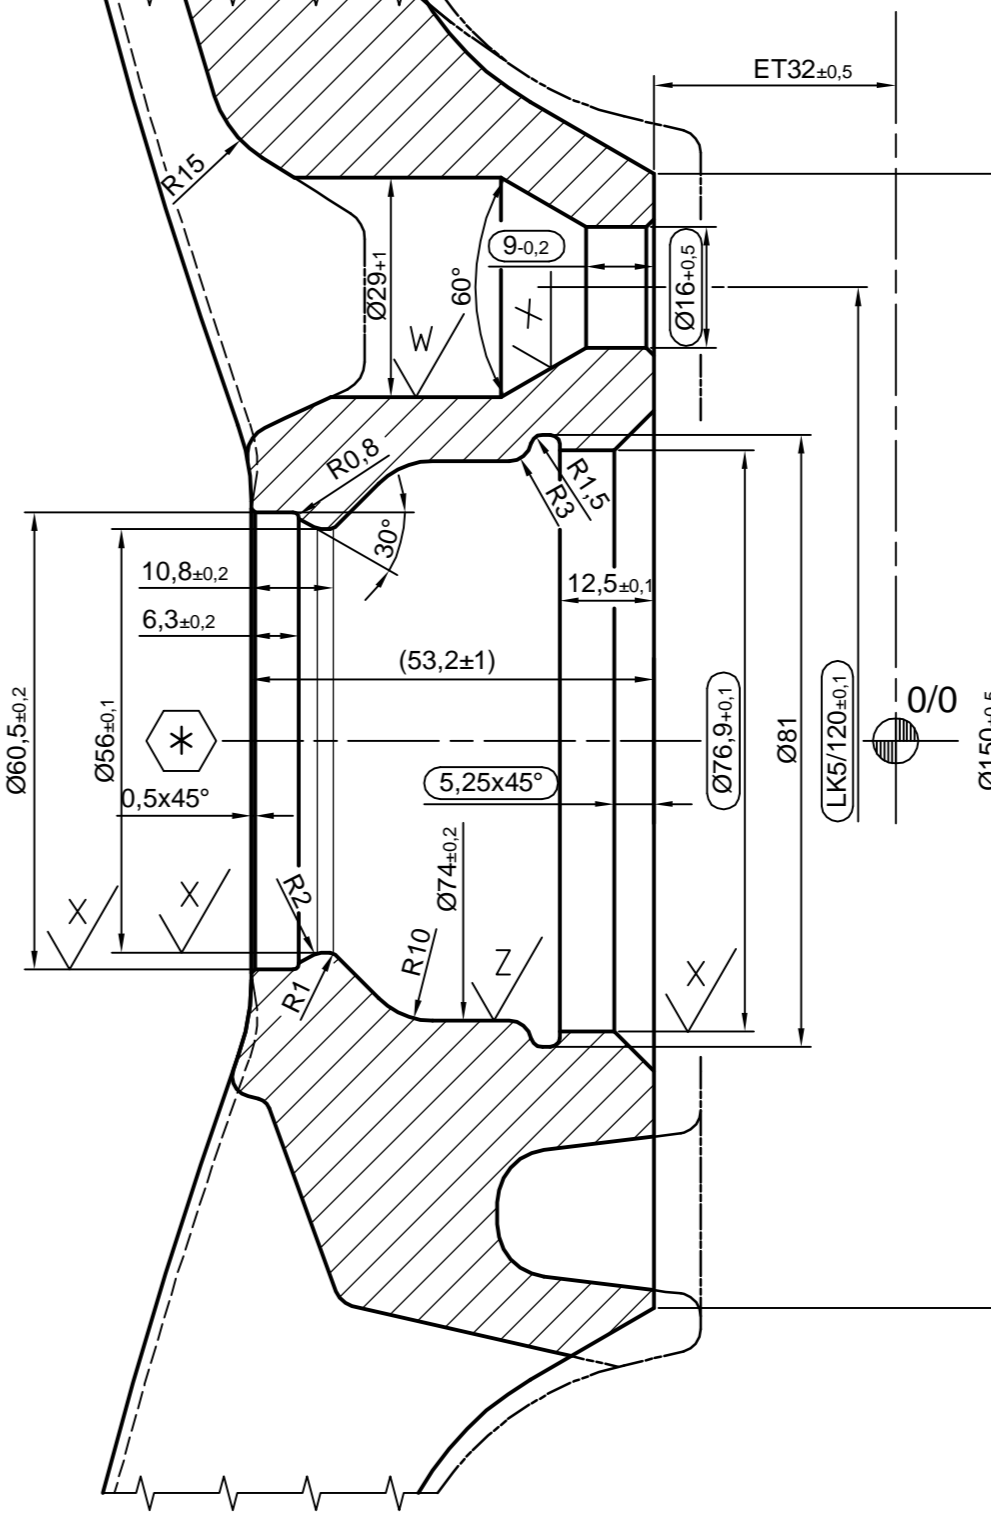 ET32±0,5
R15
9-0,2
Ø16+0,5
Ø29+1
60°
X
W
R0,8
R1,5
R3
30°
10,8±0,2
12,5±0,1
6,3±0,2
(53,2±1)
Ø60,5±0,2
Ø56±0,1
Ø76,9+0,1
Ø81
LK5/120±0,1
0/0
Ø150±0,5
*
5,25x45°
0,5x45°
Ø74±0,2
X
X
R2
R10
Z
X
R1